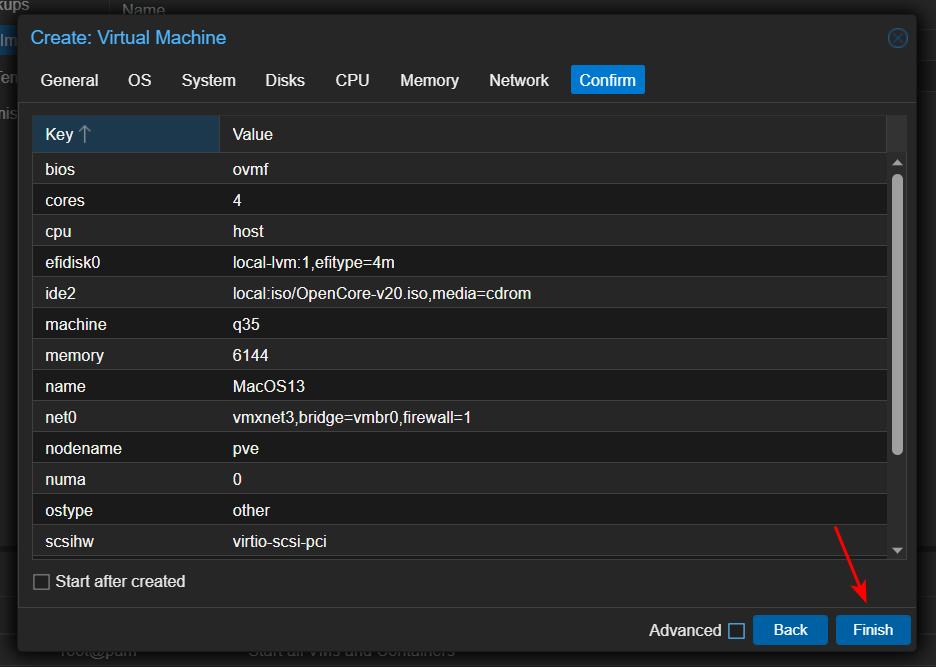 kups
Name
Create: Virtual Machine
General OS System Disks CPU Memory Network Confirm
Key Value
bios ovmf
cores 4
cpu host
efidisk0 local-lvm:1,efitype=4m
ide2 local:iso/OpenCore-v20.iso,media=cdrom
machine q35
memory 6144
name MacOS13
net0 vmxnet3,bridge=vmbr0,firewall=1
nodename pve
numa 0
ostype other
scsihw virtio-scsi-pci
Start after created
Advanced Back Finish
root@pam Start all VMs and Containers